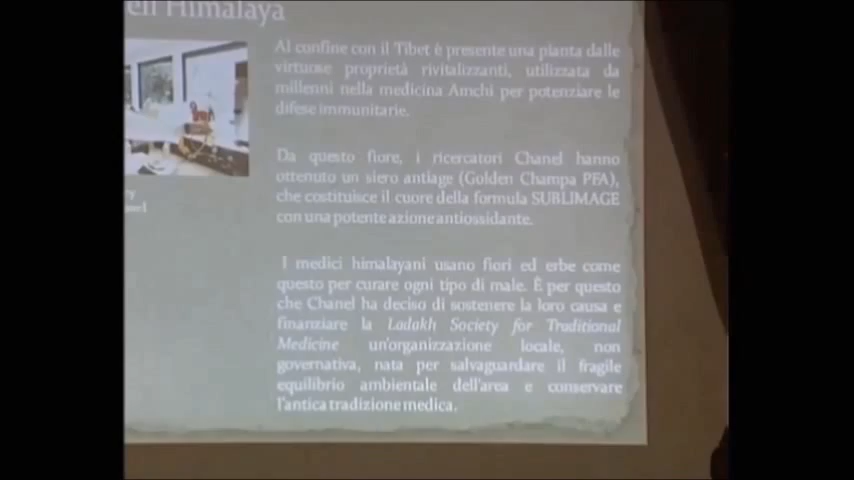 ell'Himalaya
Al confine con il Tibet è presente una pianta dalle
virtuose proprietà rivitalizzanti, utilizzata da
millenni nella medicina Amchi per potenziare le
difese immunitarie.
Da questo fiore, i ricercatori Chanel hanno
ottenuto un siero antiage (Golden Champa PFA),
che costituisce il cuore della formula SUBLIMAGE
con una potente azione antiossidante.
I medici himalayani usano fiori ed erbe come
questo per curare ogni tipo di male. È per questo
che Chanel ha deciso di sostenere la loro causa e
finanziare la Ladakh Society for Traditional
Medicine un'organizzazione locale, non
governativa, nata per salvaguardare il fragile
equilibrio ambientale dell'area e conservare
l'antica tradizione medica.